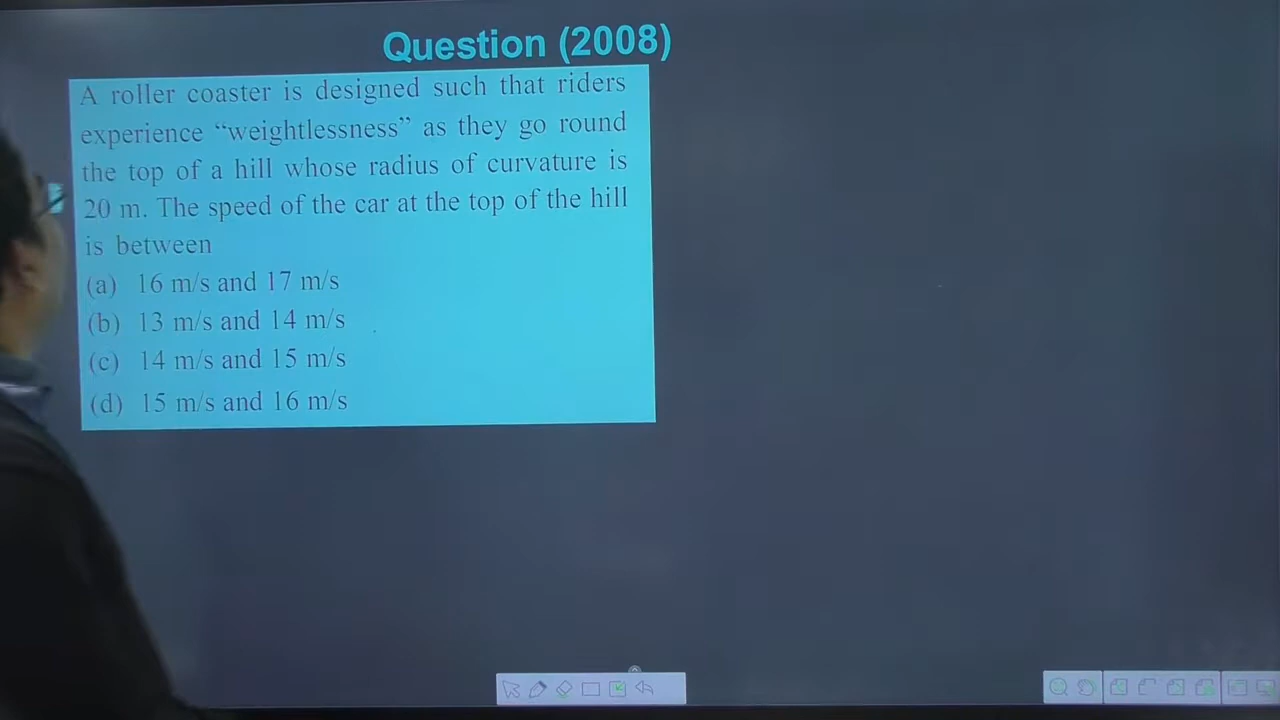 Question (2008)
A roller coaster is designed such that riders
experience “weightlessness” as they go round
the top of a hill whose radius of curvature is
20 m. The speed of the car at the top of the hill
is between
(a) 16 m/s and 17 m/s
(b) 13 m/s and 14 m/s
(c) 14 m/s and 15 m/s
(d) 15 m/s and 16 m/s